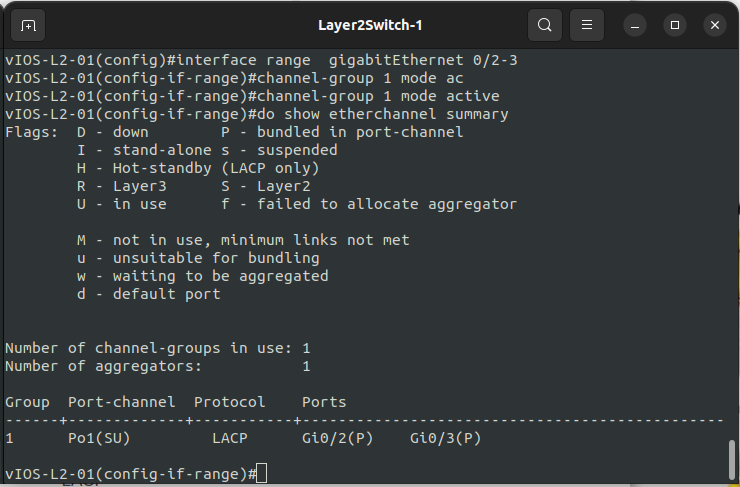 Layer2Switch-1
vIOS-L2-01(config)#interface range  gigabitEthernet 0/2-3
vIOS-L2-01(config-if-range)#channel-group 1 mode ac
vIOS-L2-01(config-if-range)#channel-group 1 mode active
vIOS-L2-01(config-if-range)#do show etherchannel summary
Flags:  D - down        P - bundled in port-channel
        I - stand-alone s - suspended
        H - Hot-standby (LACP only)
        R - Layer3      S - Layer2
        U - in use      f - failed to allocate aggregator
        M - not in use, minimum links not met
        u - unsuitable for bundling
        w - waiting to be aggregated
        d - default port
Number of channel-groups in use: 1
Number of aggregators:           1
Group  Port-channel  Protocol    Ports
------+-------------+-----------+-----------------------------------------------
1      Po1(SU)         LACP      Gi0/2(P)    Gi0/3(P)
vIOS-L2-01(config-if-range)#